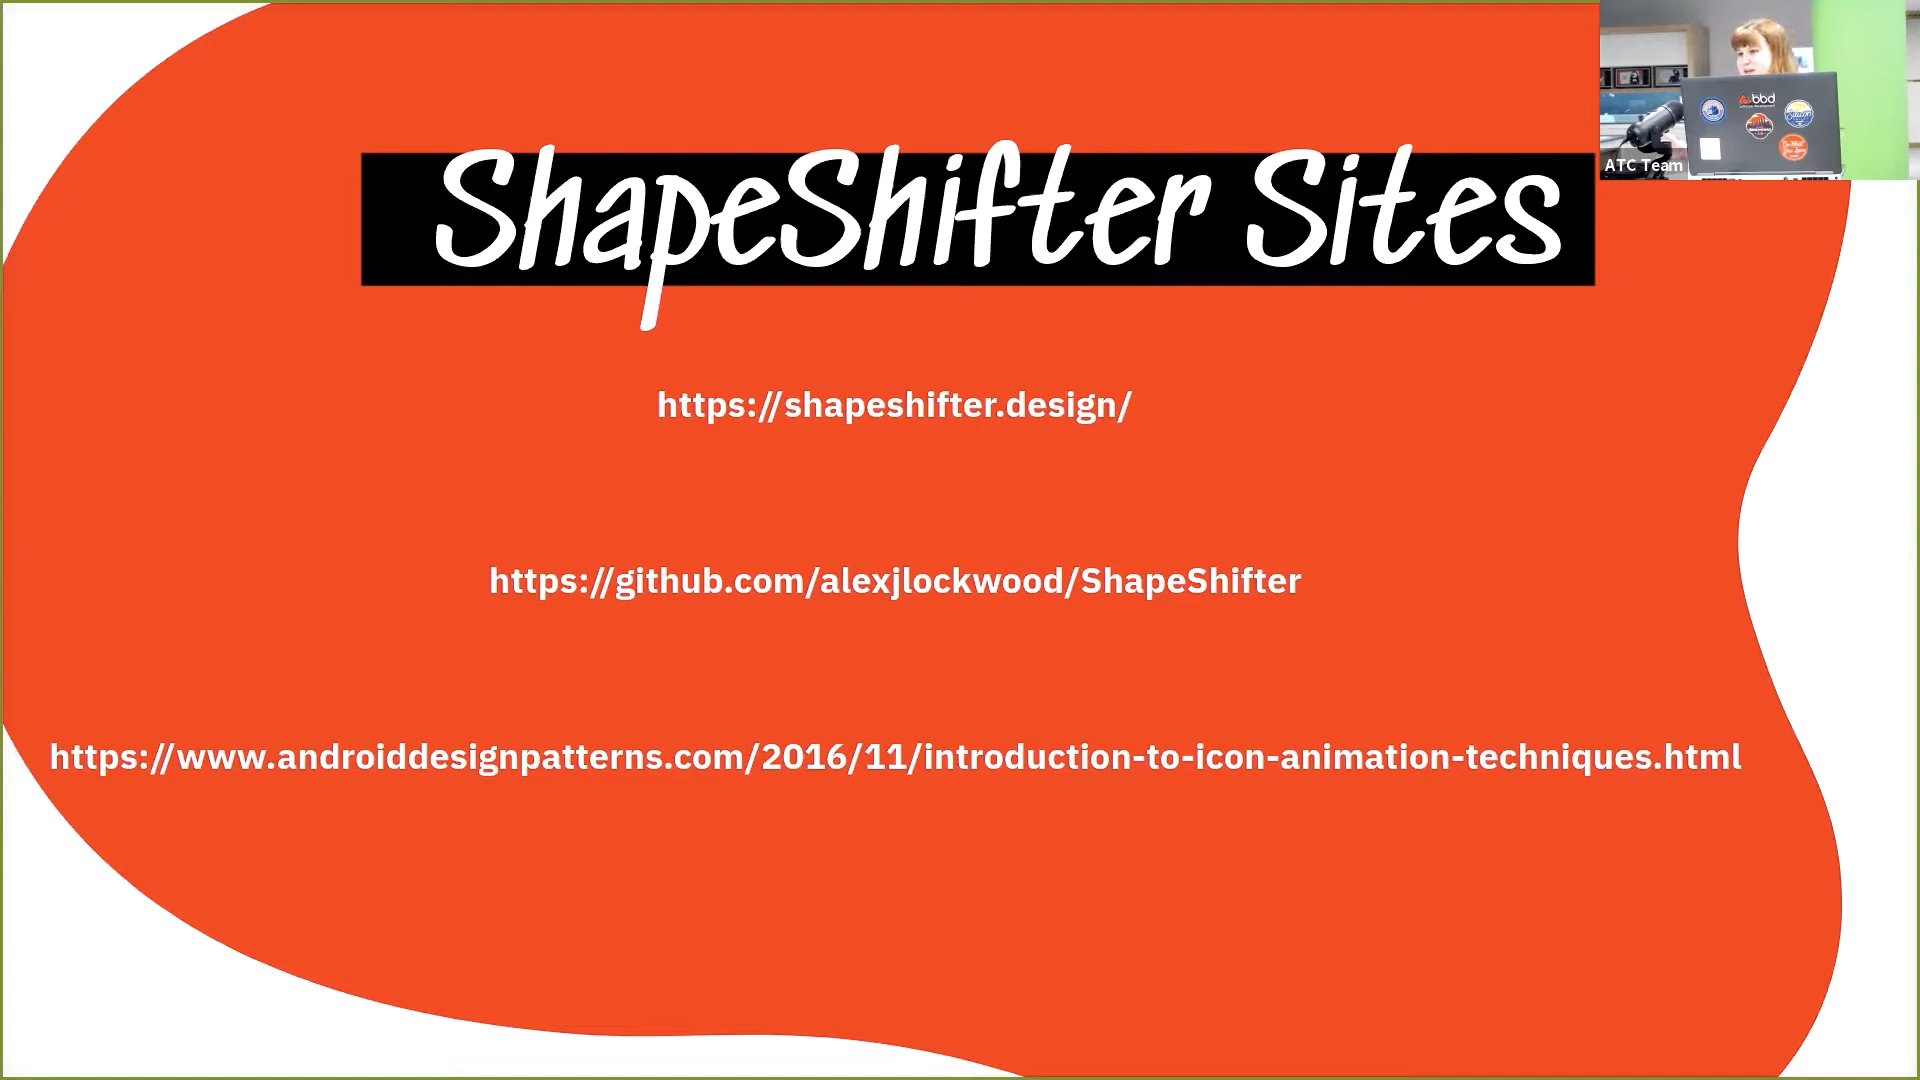 ShapeShifter Sites
https://shapeshifter.design/
https://github.com/alexjlockwood/ShapeShifter
https://www.androiddesignpatterns.com/2016/11/introduction-to-icon-animation-techniques.html
bbd
ATC Team